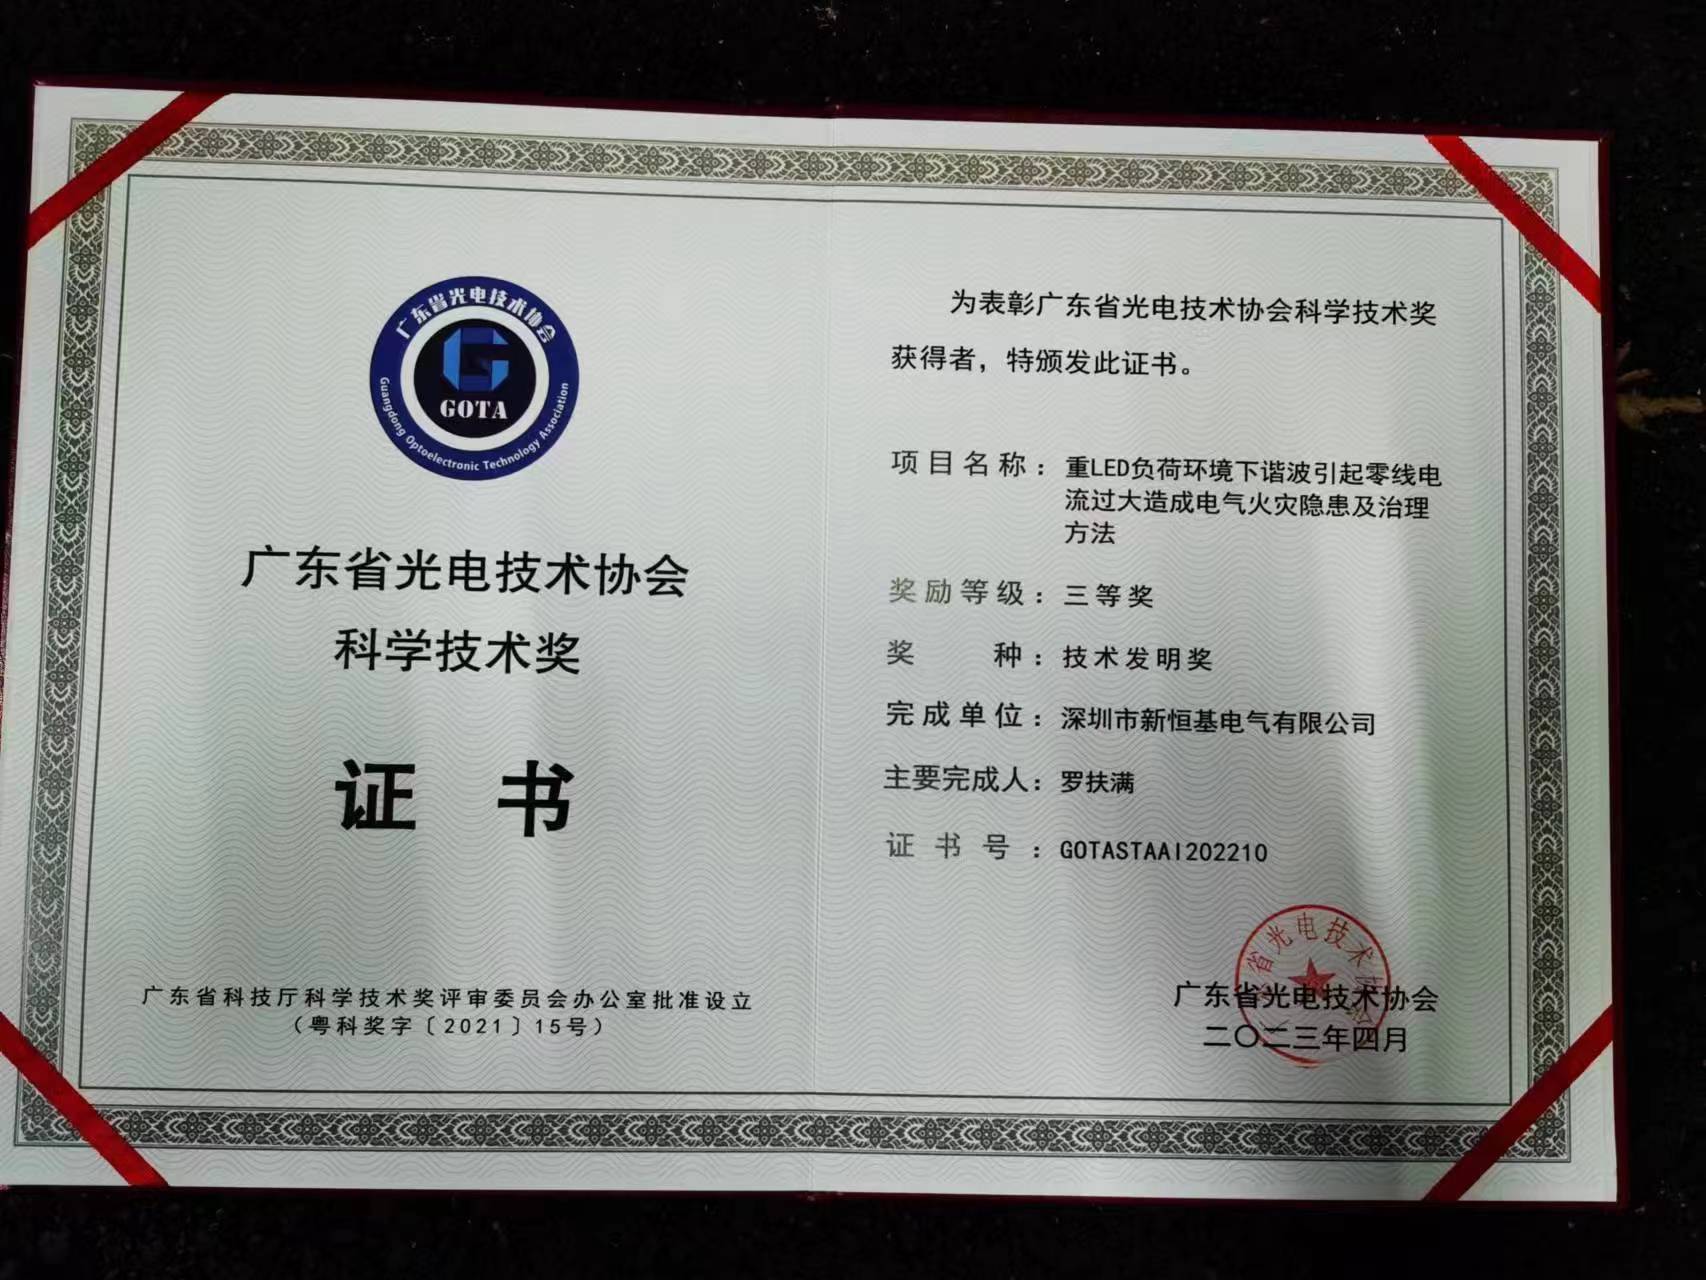 广东省光电技术协会
GOTA
Guangdong Optoelectronic Technology Association
广东省光电技术协会
科学技术奖
证 书
广东省科技厅科学技术奖评审委员会办公室批准设立
（粤科奖字〔2021〕15号）
为表彰广东省光电技术协会科学技术奖
获得者，特颁发此证书。
项目名称：重LED负荷环境下谐波引起零线电
流过大造成电气火灾隐患及治理
方法
奖励等级：三等奖
奖 种：技术发明奖
完成单位：深圳市新恒基电气有限公司
主要完成人：罗扶满
证书号：GOTASTAAI202210
省光电技术协会
广东省光电技术协会
二〇二三年四月